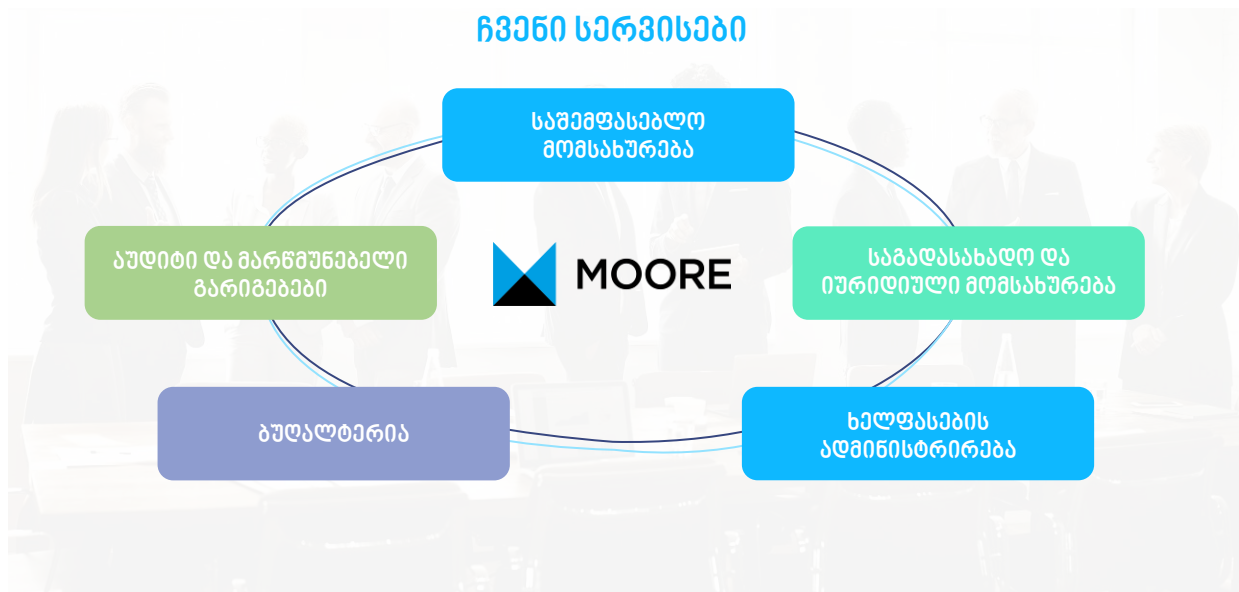 ჩვენი სერვისები
საშემფასებლო
მომსახურება
აუდიტი და მარწმუნებელი
გარიგებები
MOORE
საგადასახადო და
იურიდიული მომსახურება
ბუღალტერია
ხელფასების
ადმინისტრირება